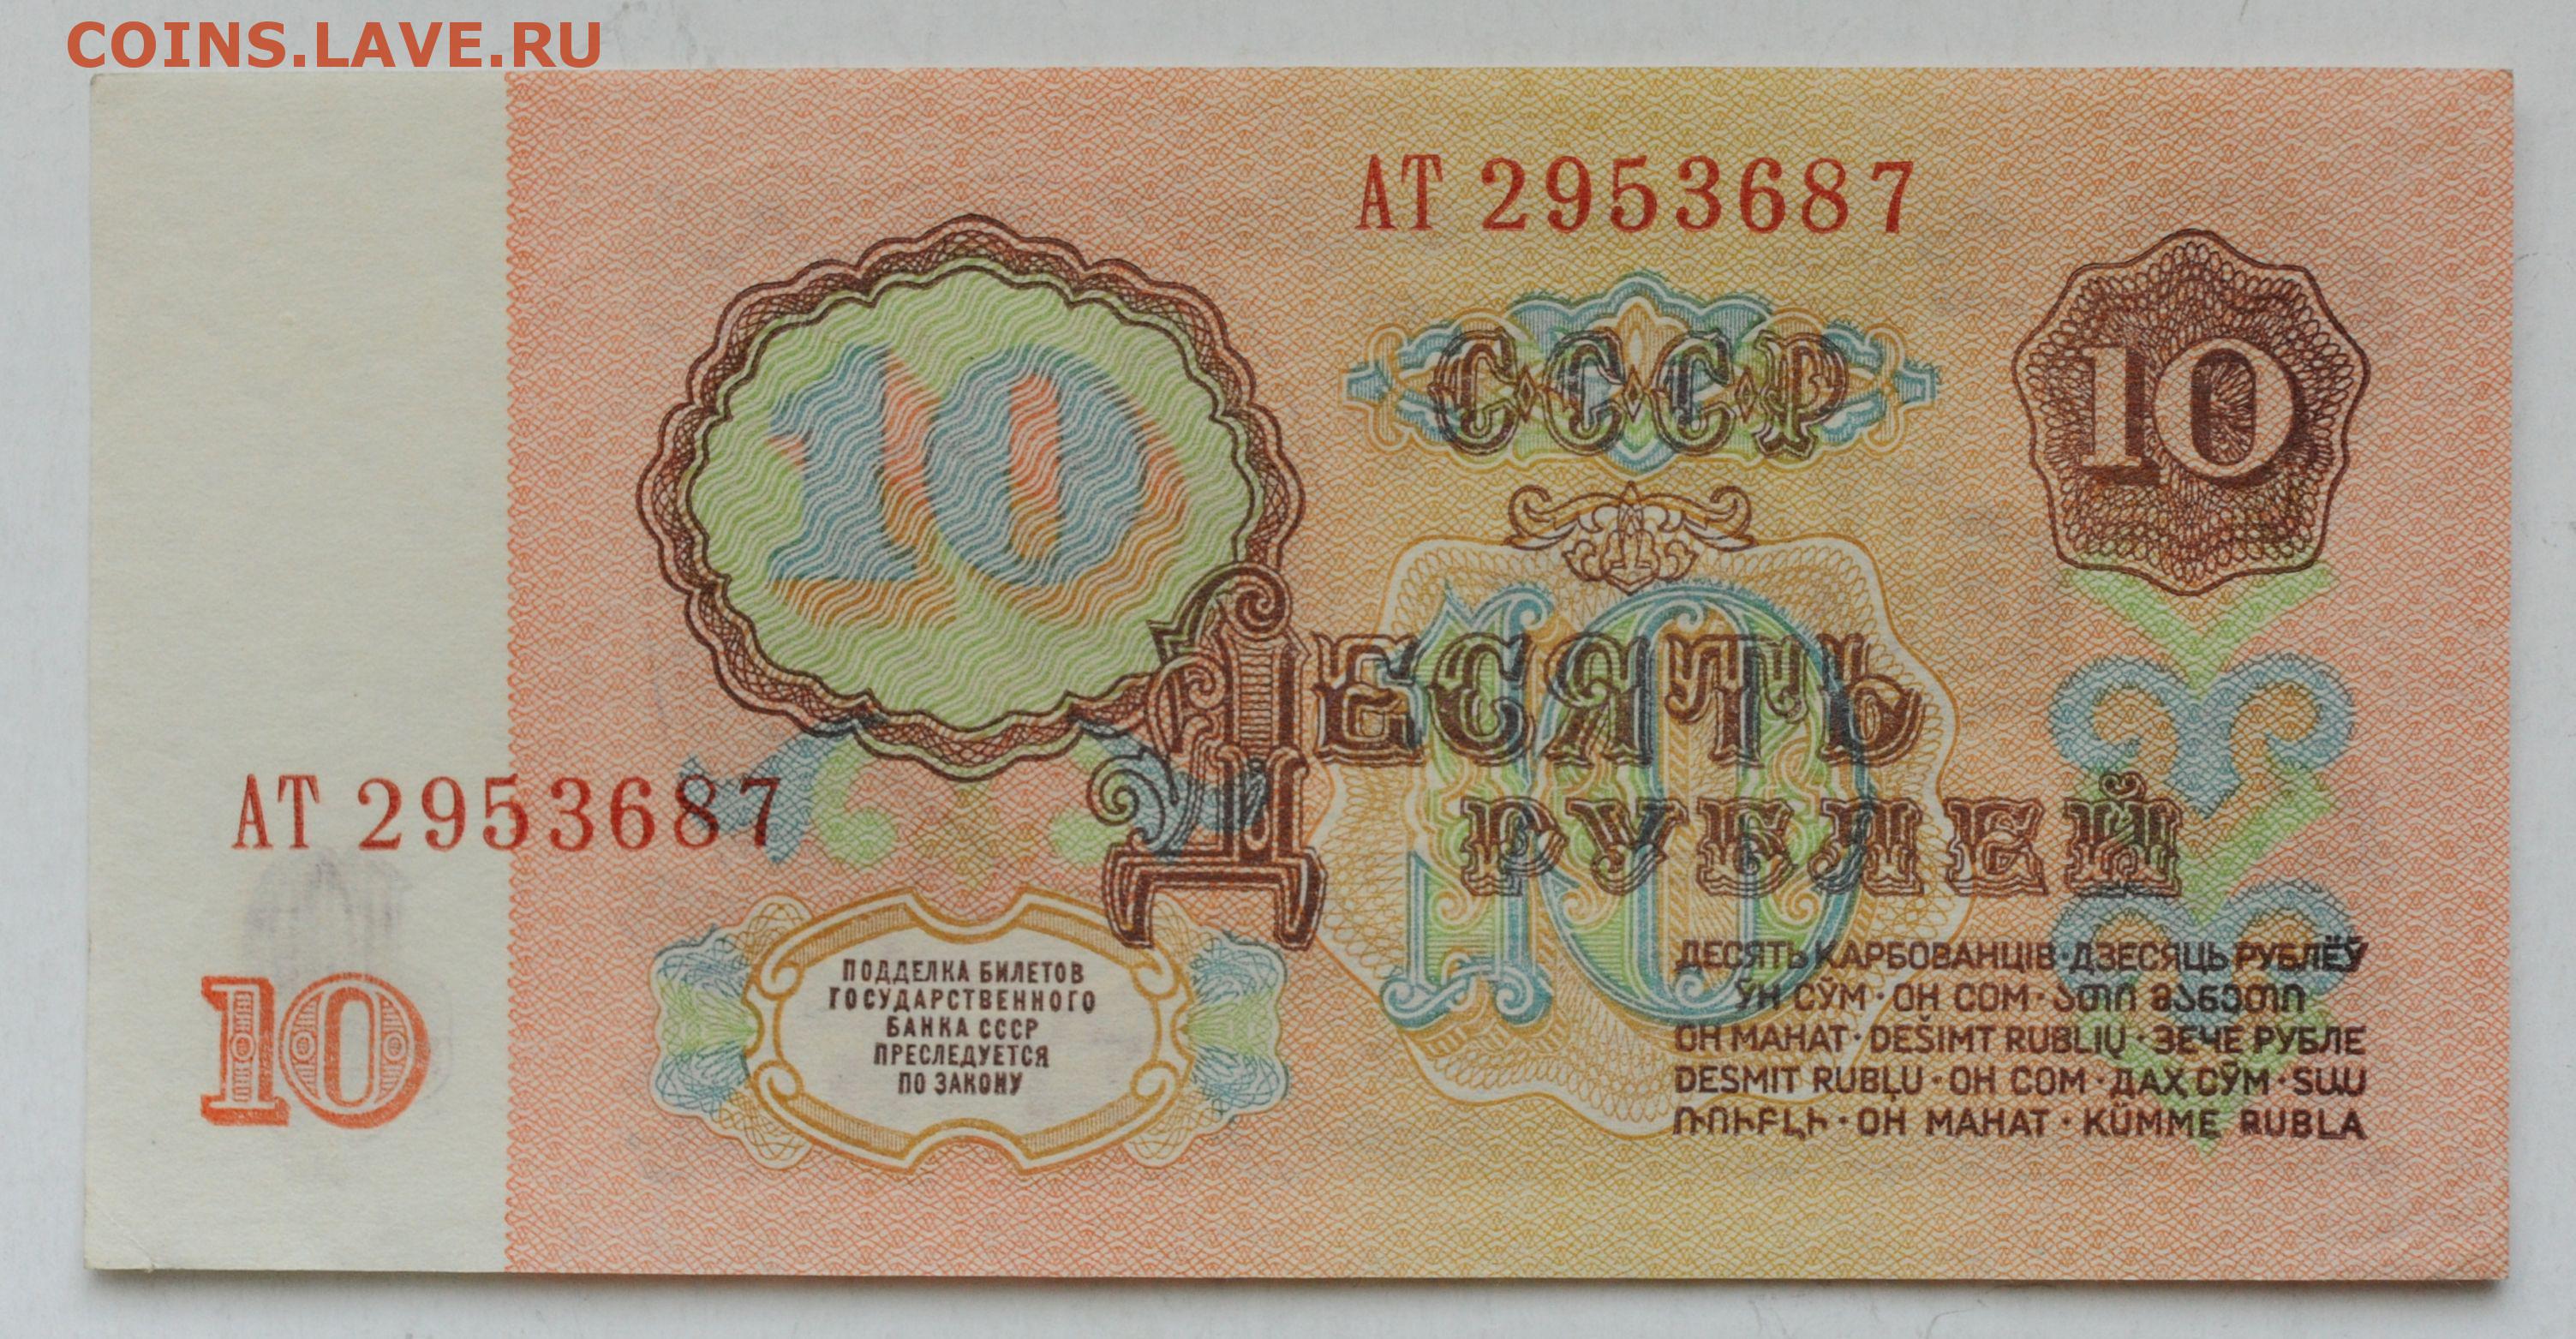 COINS.LAVE.RU
АТ 2953687
10
С·С·С·Р
10
10
ДЕСЯТЬ
РУБЛЕЙ
АТ 2953687
10
ПОДДЕЛКА БИЛЕТОВ
ГОСУДАРСТВЕННОГО
БАНКА СССР
ПРЕСЛЕДУЕТСЯ
ПО ЗАКОНУ
ДЕСЯТЬ КАРБОВАНЦІВ·ДЗЕСЯЦЬ РУБЛЁЎ
ЎН СЎМ·ОН СОМ·ათი მანეთი
ОН МАНАТ·DEŠIMT RUBLIŲ·ЗЕЧЕ РУБЛЕ
DESMIT RUBĻU·ОН СОМ·ДАҲ СӮМ·ՏԱՍ
ՌՈՒԲԼԻ·ОН МАНАТ·KÜMME RUBLA